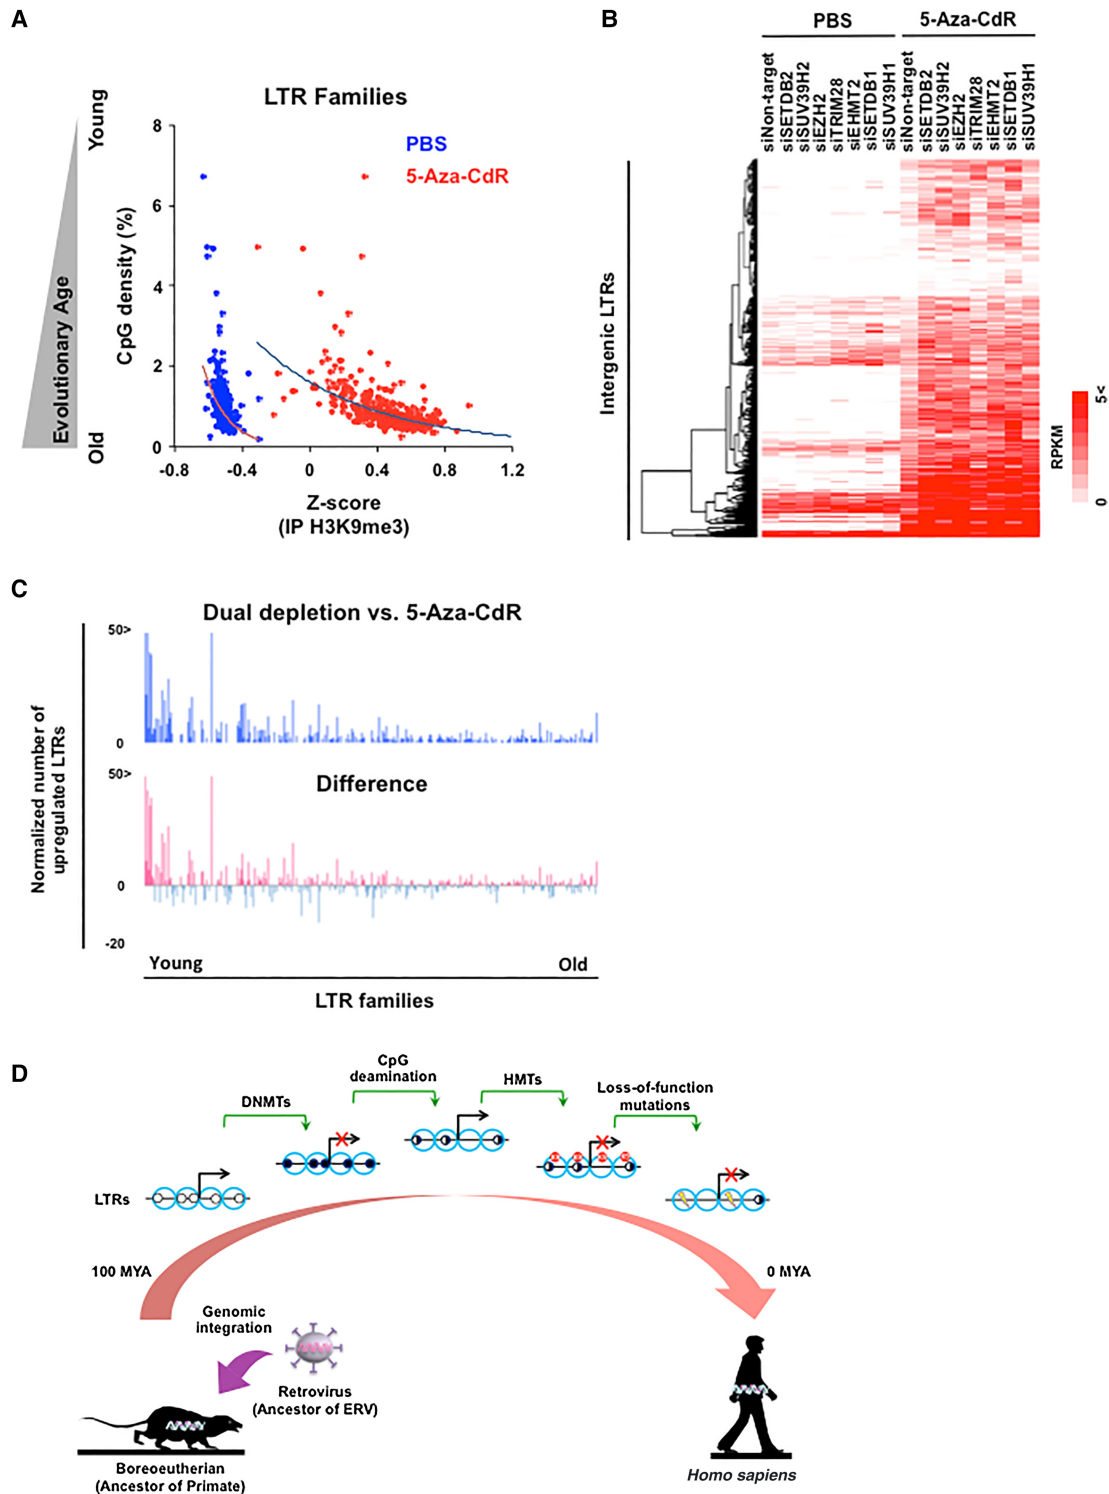 A
LTR Families
PBS
5-Aza-CdR
Young
Evolutionary Age
Old
CpG density (%)
8
6
4
2
0
-0.8
-0.4
0
0.4
0.8
1.2
Z-score
(IP H3K9me3)
B
PBS
5-Aza-CdR
siNon-target
siSETDB2
siSUV39H2
siEZH2
siTRIM28
siEHMT2
siSETDB1
siSUV39H1
siNon-target
siSETDB2
siSUV39H2
siEZH2
siTRIM28
siEHMT2
siSETDB1
siSUV39H1
Intergenic LTRs
RPKM
5<
0
C
Dual depletion vs. 5-Aza-CdR
50>
0
Difference
50>
0
-20
Normalized number of
upregulated LTRs
Young
Old
LTR families
D
DNMTs
CpG
deamination
HMTs
Loss-of-function
mutations
LTRs
100 MYA
0 MYA
Genomic
integration
Retrovirus
(Ancestor of ERV)
Boreoeutherian
(Ancestor of Primate)
Homo sapiens